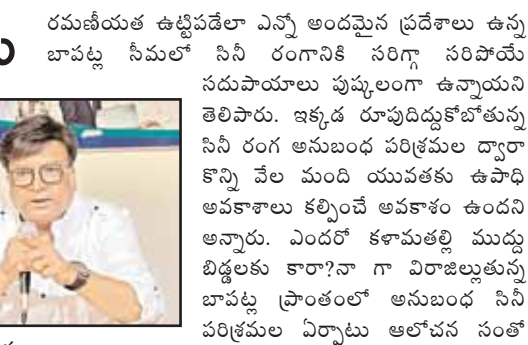 రమణీయత ఉట్టిపడేలా ఎన్నో అందమైన ప్రదేశాలు ఉన్న
బాపట్ల సీమలో సినీ రంగానికి సరిగ్గా సరిపోయే
సదుపాయాలు పుష్కలంగా ఉన్నాయని
తెలిపారు. ఇక్కడ రూపుదిద్దుకోబోతున్న
సినీ రంగ అనుబంధ పరిశ్రమల ద్వారా
కొన్ని వేల మంది యువతకు ఉపాధి
అవకాశాలు కల్పించే అవకాశం ఉందని
అన్నారు. ఎందరో కళామతల్లి ముద్దు
బిడ్డలకు కారా?నా గా విరాజిల్లుతున్న
బాపట్ల ప్రాంతంలో అనుబంధ సినీ
పరిశ్రమల ఏర్పాటు ఆలోచన సంతో